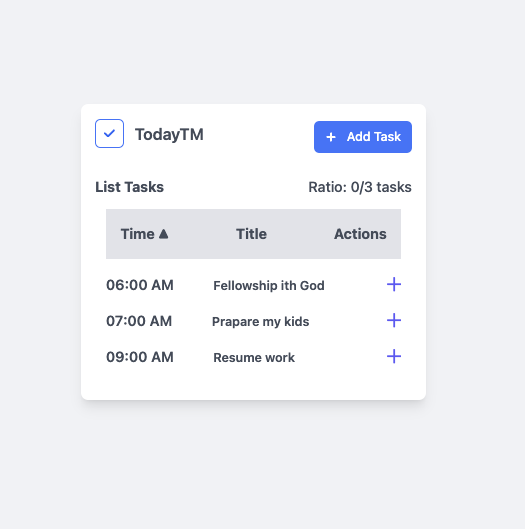 TodayTM
+ Add Task
List Tasks Ratio: 0/3 tasks
Time ▲ Title Actions
06:00 AM Fellowship ith God +
07:00 AM Prapare my kids +
09:00 AM Resume work +